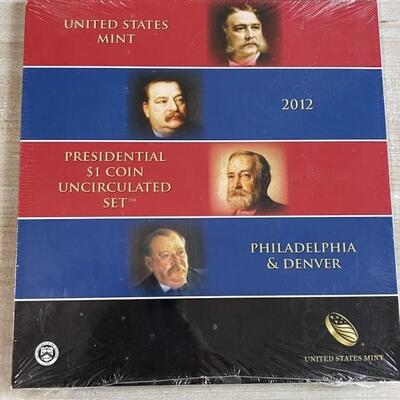 UNITED STATES
MINT
2012
PRESIDENTIAL
$1 COIN
UNCIRCULATED
SET™
PHILADELPHIA
& DENVER
UNITED STATES MINT